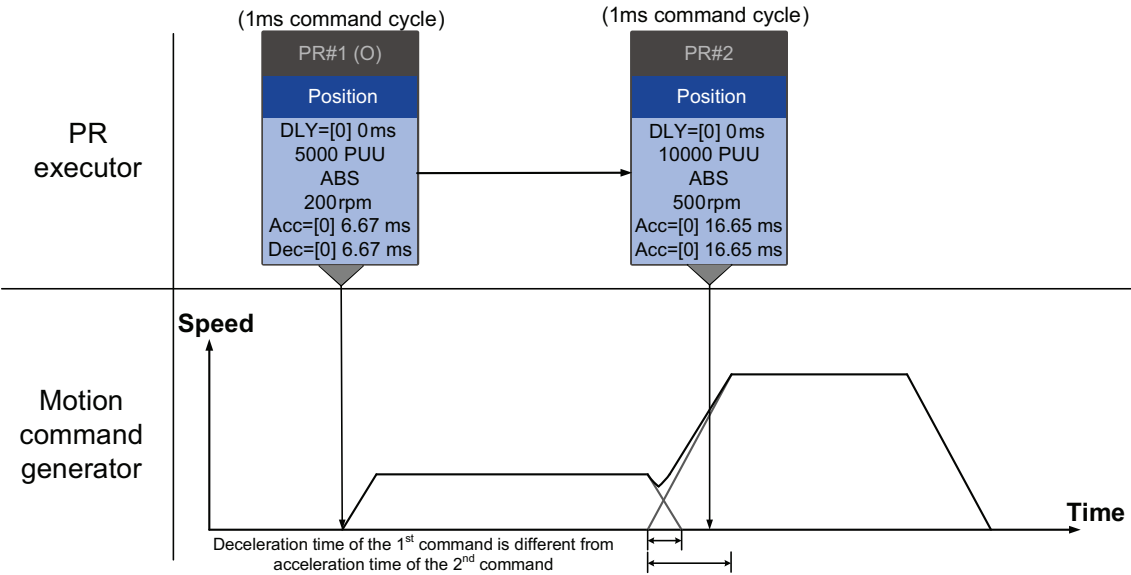 (1ms command cycle)
(1ms command cycle)
PR#1 (O)
PR#2
Position
Position
PR
executor
DLY=[0] 0ms
5000 PUU
ABS
200rpm
Acc=[0] 6.67 ms
Dec=[0] 6.67 ms
DLY=[0] 0ms
10000 PUU
ABS
500rpm
Acc=[0] 16.65 ms
Acc=[0] 16.65 ms
Speed
Motion
command
generator
Time
Deceleration time of the 1st command is different from
acceleration time of the 2nd command